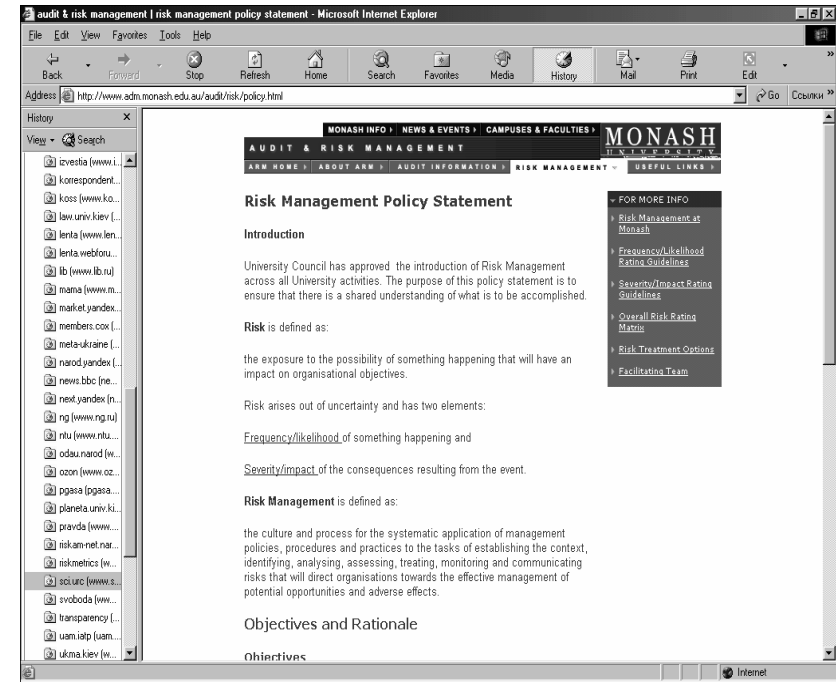 audit & risk management | risk management policy statement - Microsoft Internet Explorer
File Edit View Favorites Tools Help
Back Forward Stop Refresh Home Search Favorites Media History Mail Print Edit »
Address http://www.adm.monash.edu.au/audit/risk/policy.html Go Ссылки »
History x
View Search
izvestia (www.i...
korrespondent...
koss (www.ko...
law.univ.kiev (...
lenta (www.len...
lenta.webforu...
lib (www.lib.ru)
mama (www.m...
market.yandex...
members.cox (...
meta-ukraine (...
narod.yandex (...
news.bbc (ne...
next.yandex (n...
ng (www.ng.ru)
ntu (www.ntu....
odau.narod (w...
ozon (www.oz...
pgasa (pgasa....
planeta.univ.ki...
pravda (www....
riskam-net.nar...
riskmetrics (w...
sci.urc (www.s...
svoboda (ww...
transparency (...
uam.iatp (uam....
ukma.kiev (w...
MONASH INFO NEWS & EVENTS CAMPUSES & FACULTIES
AUDIT & RISK MANAGEMENT
MONASH
UNIVERSITY
ARM HOME ABOUT ARM AUDIT INFORMATION RISK MANAGEMENT USEFUL LINKS
Risk Management Policy Statement
Introduction
University Council has approved the introduction of Risk Management
across all University activities. The purpose of this policy statement is to
ensure that there is a shared understanding of what is to be accomplished.
Risk is defined as:
the exposure to the possibility of something happening that will have an
impact on organisational objectives.
Risk arises out of uncertainty and has two elements:
Frequency/likelihood of something happening and
Severity/impact of the consequences resulting from the event.
Risk Management is defined as:
the culture and process for the systematic application of management
policies, procedures and practices to the tasks of establishing the context,
identifying, analysing, assessing, treating, monitoring and communicating
risks that will direct organisations towards the effective management of
potential opportunities and adverse effects.
Objectives and Rationale
Objectives
FOR MORE INFO
Risk Management at
Monash
Frequency/Likelihood
Rating Guidelines
Severity/Impact Rating
Guidelines
Overall Risk Rating
Matrix
Risk Treatment Options
Facilitating Team
Internet